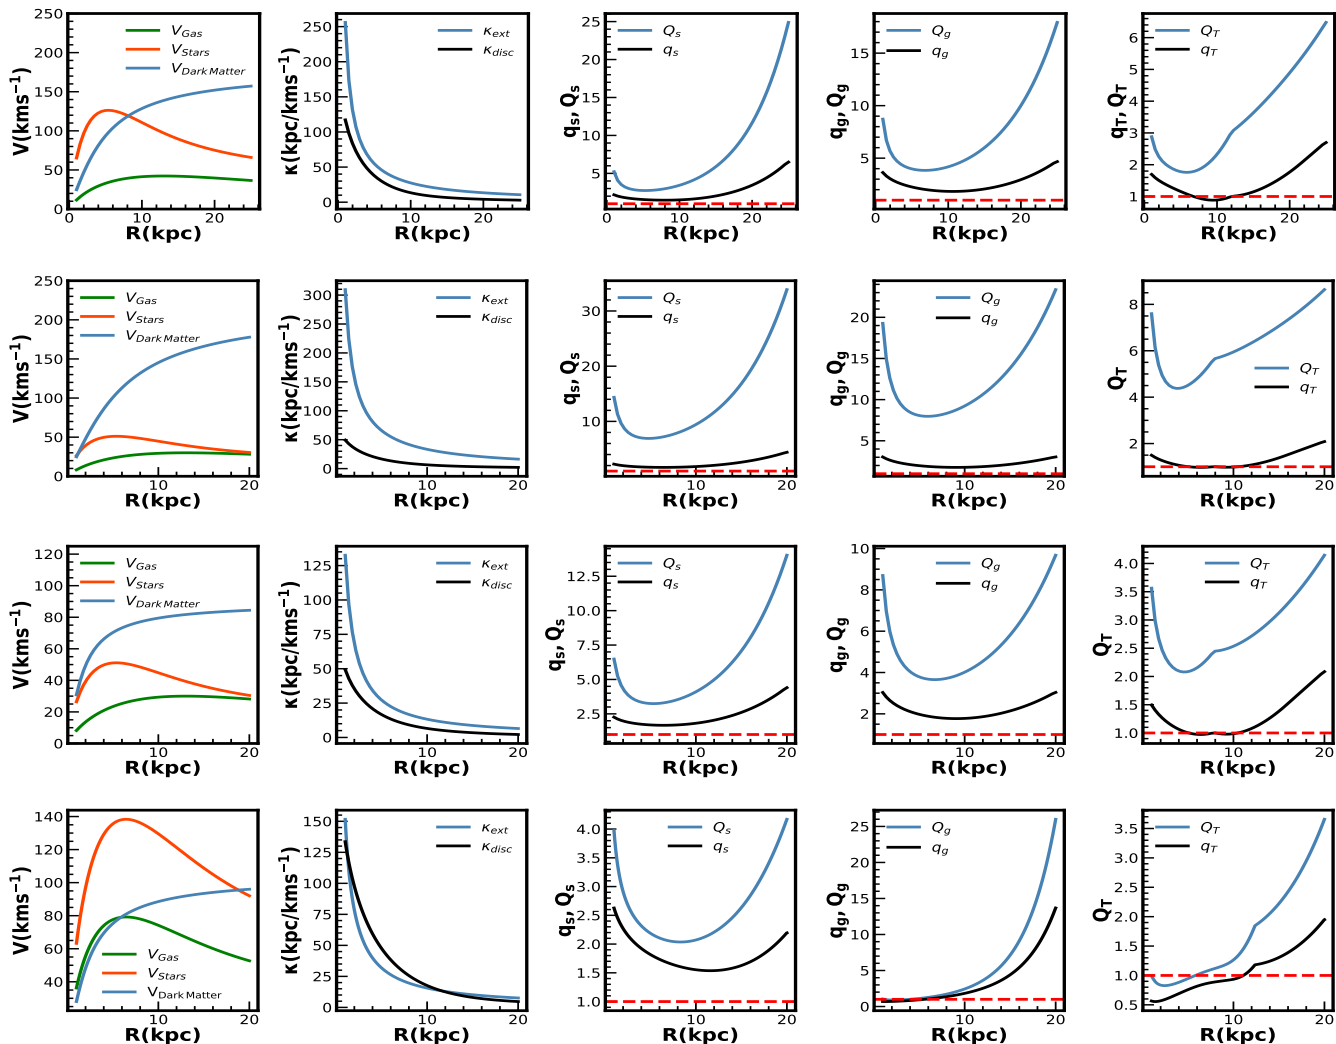 250
200
150
100
50
0
V(kms⁻¹)
V_Gas
V_Stars
V_Dark Matter
0 10 20
R(kpc)
250
200
150
100
50
0
κ(kpc/kms⁻¹)
κ_ext
κ_disc
0 10 20
R(kpc)
25
21
16
11
5
1
q_s, Q_s
Q_s
q_s
0 10 20
R(kpc)
15
10
5
1
q_g, Q_g
Q_g
q_g
0 10 20
R(kpc)
6
4
3
2
1
q_T, Q_T
Q_T
q_T
0 10 20
R(kpc)
250
200
150
100
50
0
V(kms⁻¹)
V_Gas
V_Stars
V_Dark Matter
10 20
R(kpc)
300
250
200
150
100
50
0
κ(kpc/kms⁻¹)
κ_ext
κ_disc
10 20
R(kpc)
30
20
10
1
q_s, Q_s
Q_s
q_s
10 20
R(kpc)
20
15
10
5
1
q_g, Q_g
Q_g
q_g
10 20
R(kpc)
8
6
4
2
1
Q_T
Q_T
q_T
10 20
R(kpc)
120
100
80
60
40
20
0
V(kms⁻¹)
V_Gas
V_Stars
V_Dark Matter
10 20
R(kpc)
125
100
75
50
25
0
κ(kpc/kms⁻¹)
κ_ext
κ_disc
10 20
R(kpc)
12.5
10.0
7.5
5.0
2.5
1.0
q_s, Q_s
Q_s
q_s
10 20
R(kpc)
10
8
6
4
2
1
q_g, Q_g
Q_g
q_g
10 20
R(kpc)
4.0
3.5
3.0
2.5
2.0
1.5
1.0
Q_T
Q_T
q_T
10 20
R(kpc)
140
120
100
80
60
40
V(kms⁻¹)
V_Gas
V_Stars
V_Dark Matter
10 20
R(kpc)
150
125
100
75
50
25
0
κ(kpc/kms⁻¹)
κ_ext
κ_disc
10 20
R(kpc)
4.0
3.5
3.0
2.5
2.0
1.5
1.0
q_s, Q_s
Q_s
q_s
10 20
R(kpc)
25
20
15
10
5
1
q_g, Q_g
Q_g
q_g
10 20
R(kpc)
3.5
3.0
2.5
2.0
1.5
1.0
0.5
Q_T
Q_T
q_T
10 20
R(kpc)